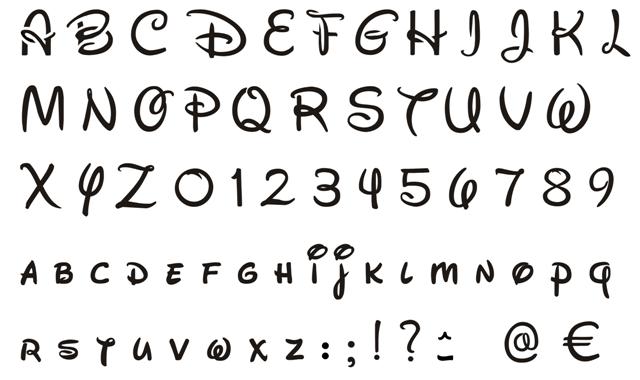 A B C D E F G H I J K L
M N O P Q R S T U V W
X Y Z 0 1 2 3 4 5 6 7 8 9
A B C D E F G H i j K L M N O P Q
R S T U V W X Z : ; ! ? @ €